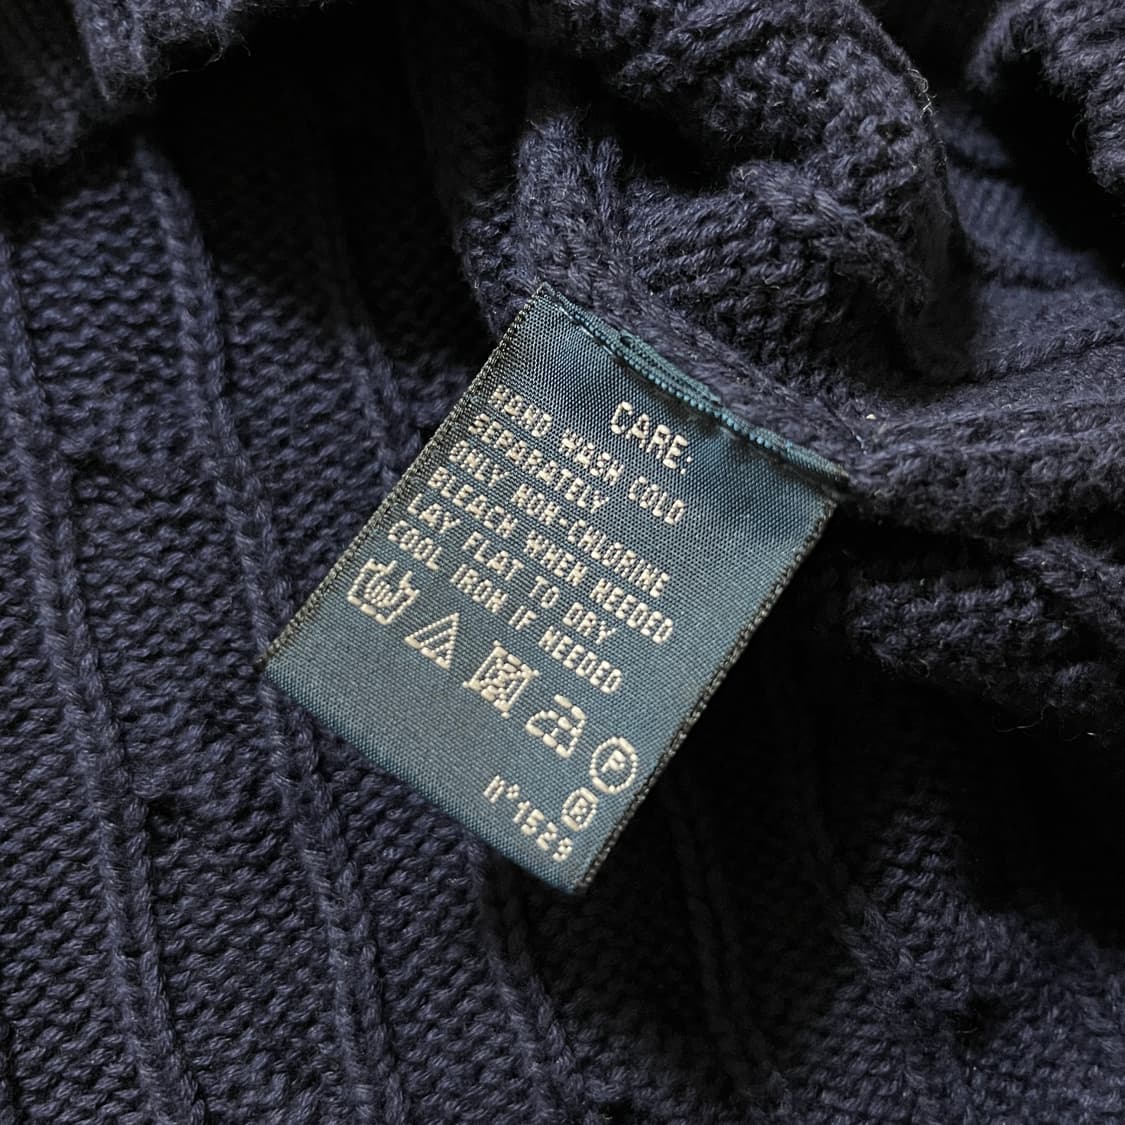 CARE:
HAND WASH COLD
SEPARATELY
ONLY NON-CHLORINE
BLEACH WHEN NEEDED
LAY FLAT TO DRY
COOL IRON IF NEEDED
P
R
n°1529